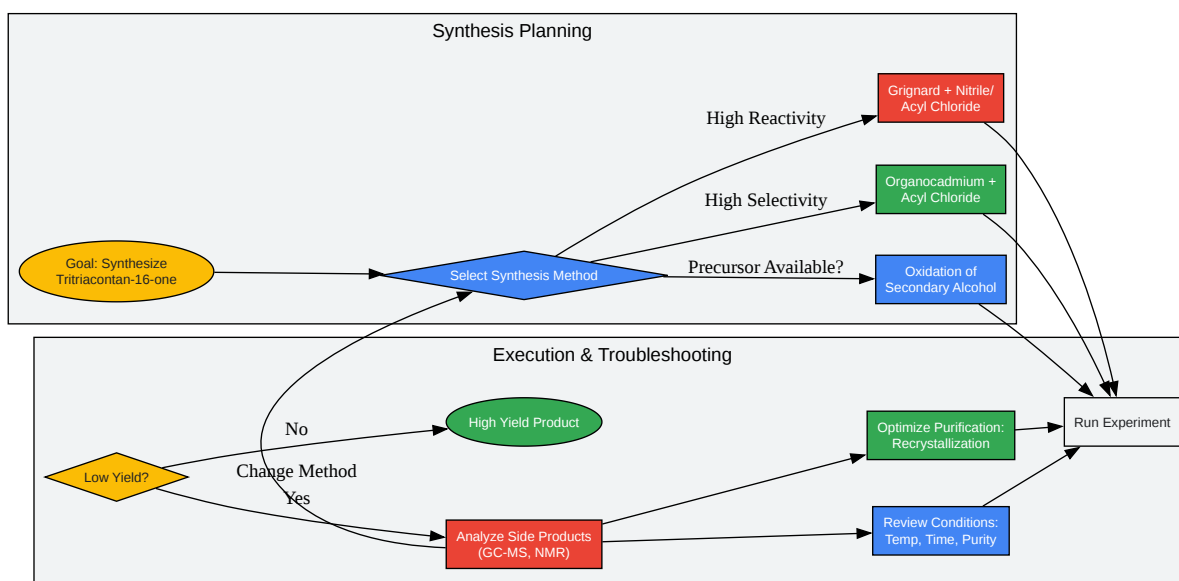 Synthesis Planning
Grignard + Nitrile/
Acyl Chloride
High Reactivity
Organocadmium +
Acyl Chloride
High Selectivity
Goal: Synthesize
Tritriacontan-16-one
Select Synthesis Method
Precursor Available?
Oxidation of
Secondary Alcohol
Execution & Troubleshooting
High Yield Product
No
Optimize Purification:
Recrystallization
Run Experiment
Low Yield?
Change Method
Yes
Analyze Side Products
(GC-MS, NMR)
Review Conditions:
Temp, Time, Purity